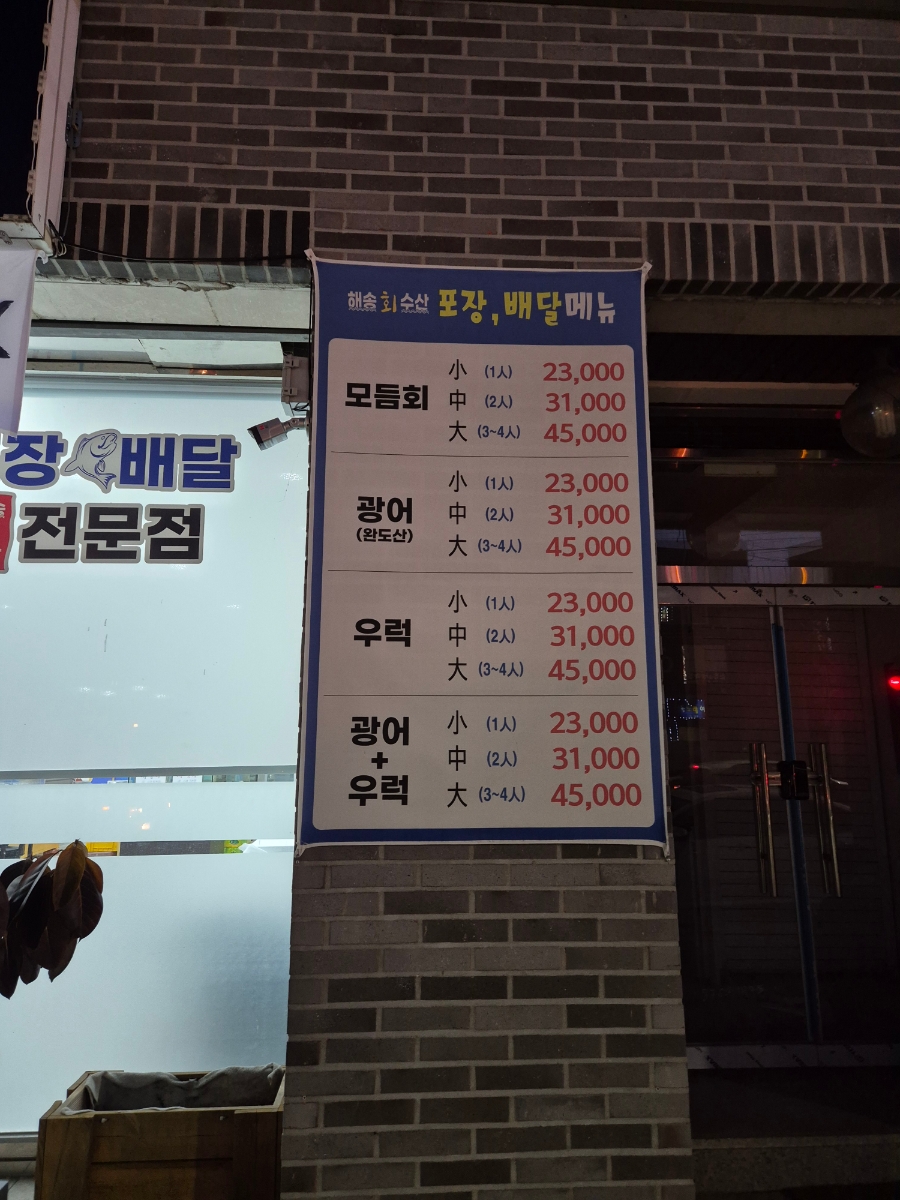 해송 회 수산 포장, 배달메뉴
모듬회
小 (1人) 23,000
中 (2人) 31,000
大 (3~4人) 45,000
광어
(완도산)
小 (1人) 23,000
中 (2人) 31,000
大 (3~4人) 45,000
우럭
小 (1人) 23,000
中 (2人) 31,000
大 (3~4人) 45,000
광어
+
우럭
小 (1人) 23,000
中 (2人) 31,000
大 (3~4人) 45,000
장 배달
전문점